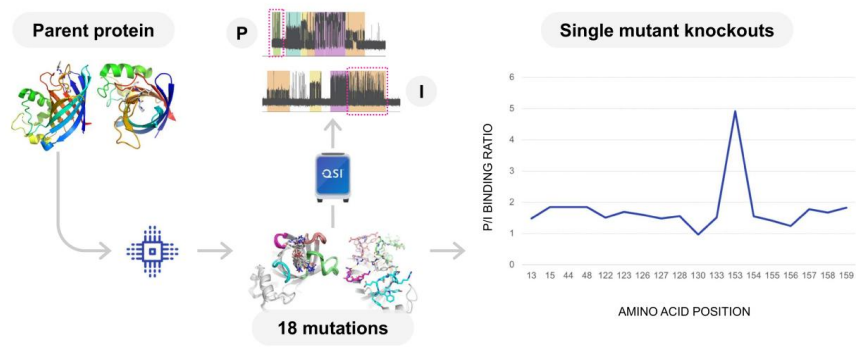 Parent protein
P
I
QSI
18 mutations
Single mutant knockouts
P/I BINDING RATIO
6
5
4
3
2
1
0
13 15 44 48 122 123 126 127 128 130 133 153 154 155 156 157 158 159
AMINO ACID POSITION